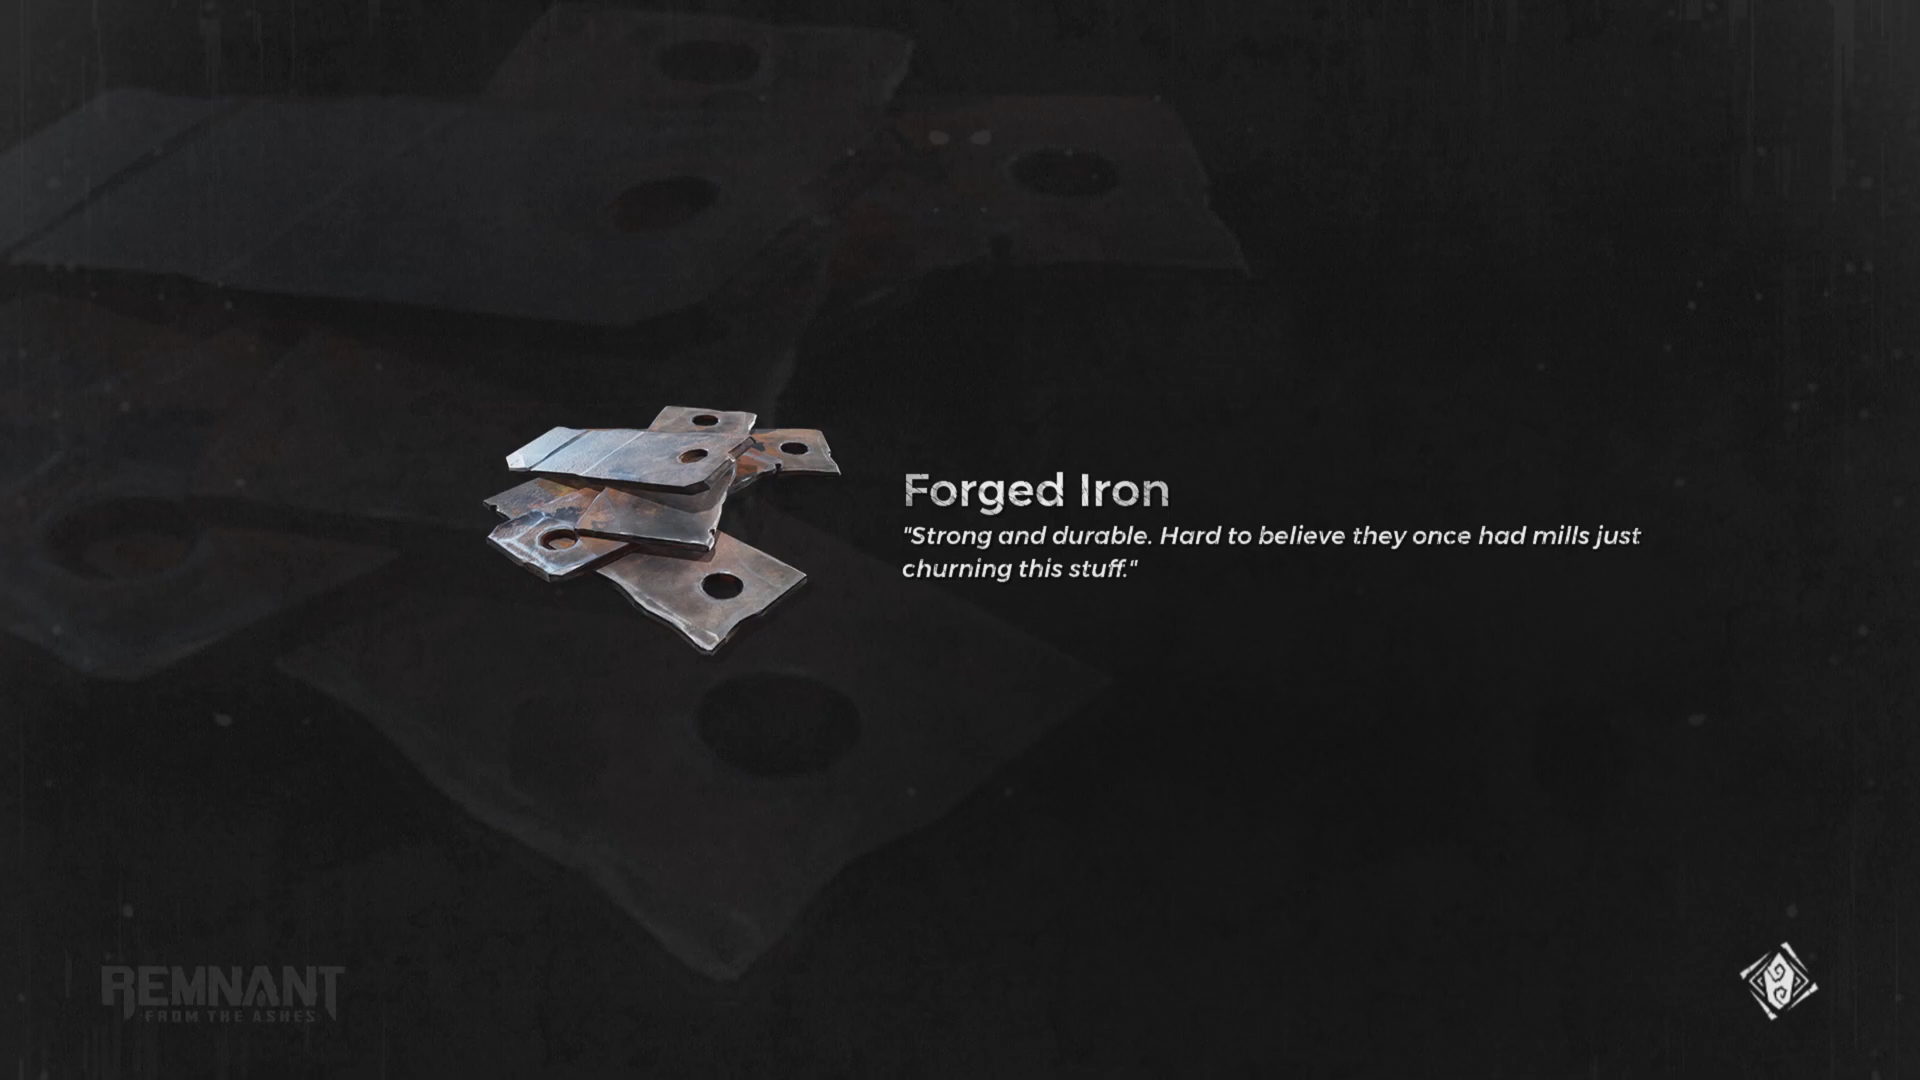 Forged Iron
"Strong and durable. Hard to believe they once had mills just
churning this stuff."
REMNANT
FROM THE ASHES